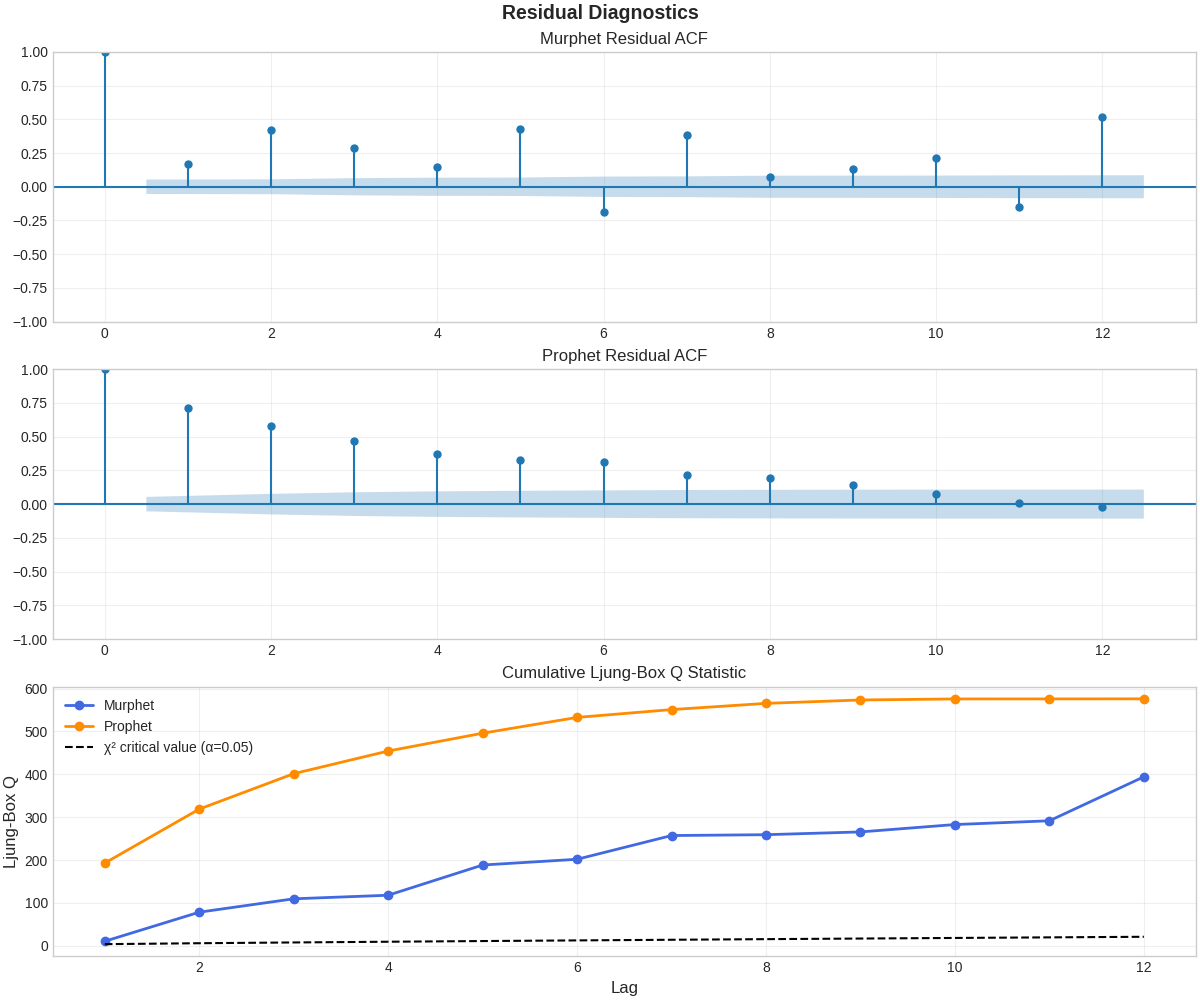 Residual Diagnostics
Murphet Residual ACF
1.00
0.75
0.50
0.25
0.00
−0.25
−0.50
−0.75
−1.00
0 2 4 6 8 10 12
Prophet Residual ACF
1.00
0.75
0.50
0.25
0.00
−0.25
−0.50
−0.75
−1.00
0 2 4 6 8 10 12
Cumulative Ljung-Box Q Statistic
Ljung-Box Q
600
500
400
300
200
100
0
Murphet
Prophet
χ² critical value (α=0.05)
2 4 6 8 10 12
Lag